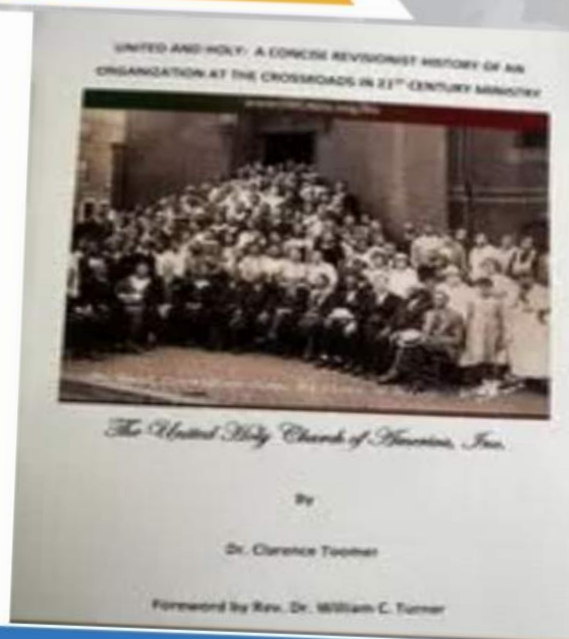 UNITED AND HOLY: A CONCISE REVISIONIST HISTORY OF AN
ORGANIZATION AT THE CROSSROADS IN 21ST CENTURY MINISTRY
The United Holy Church of America, Inc.
By
Dr. Clarence Toomer
Foreword by Rev. Dr. William C. Turner